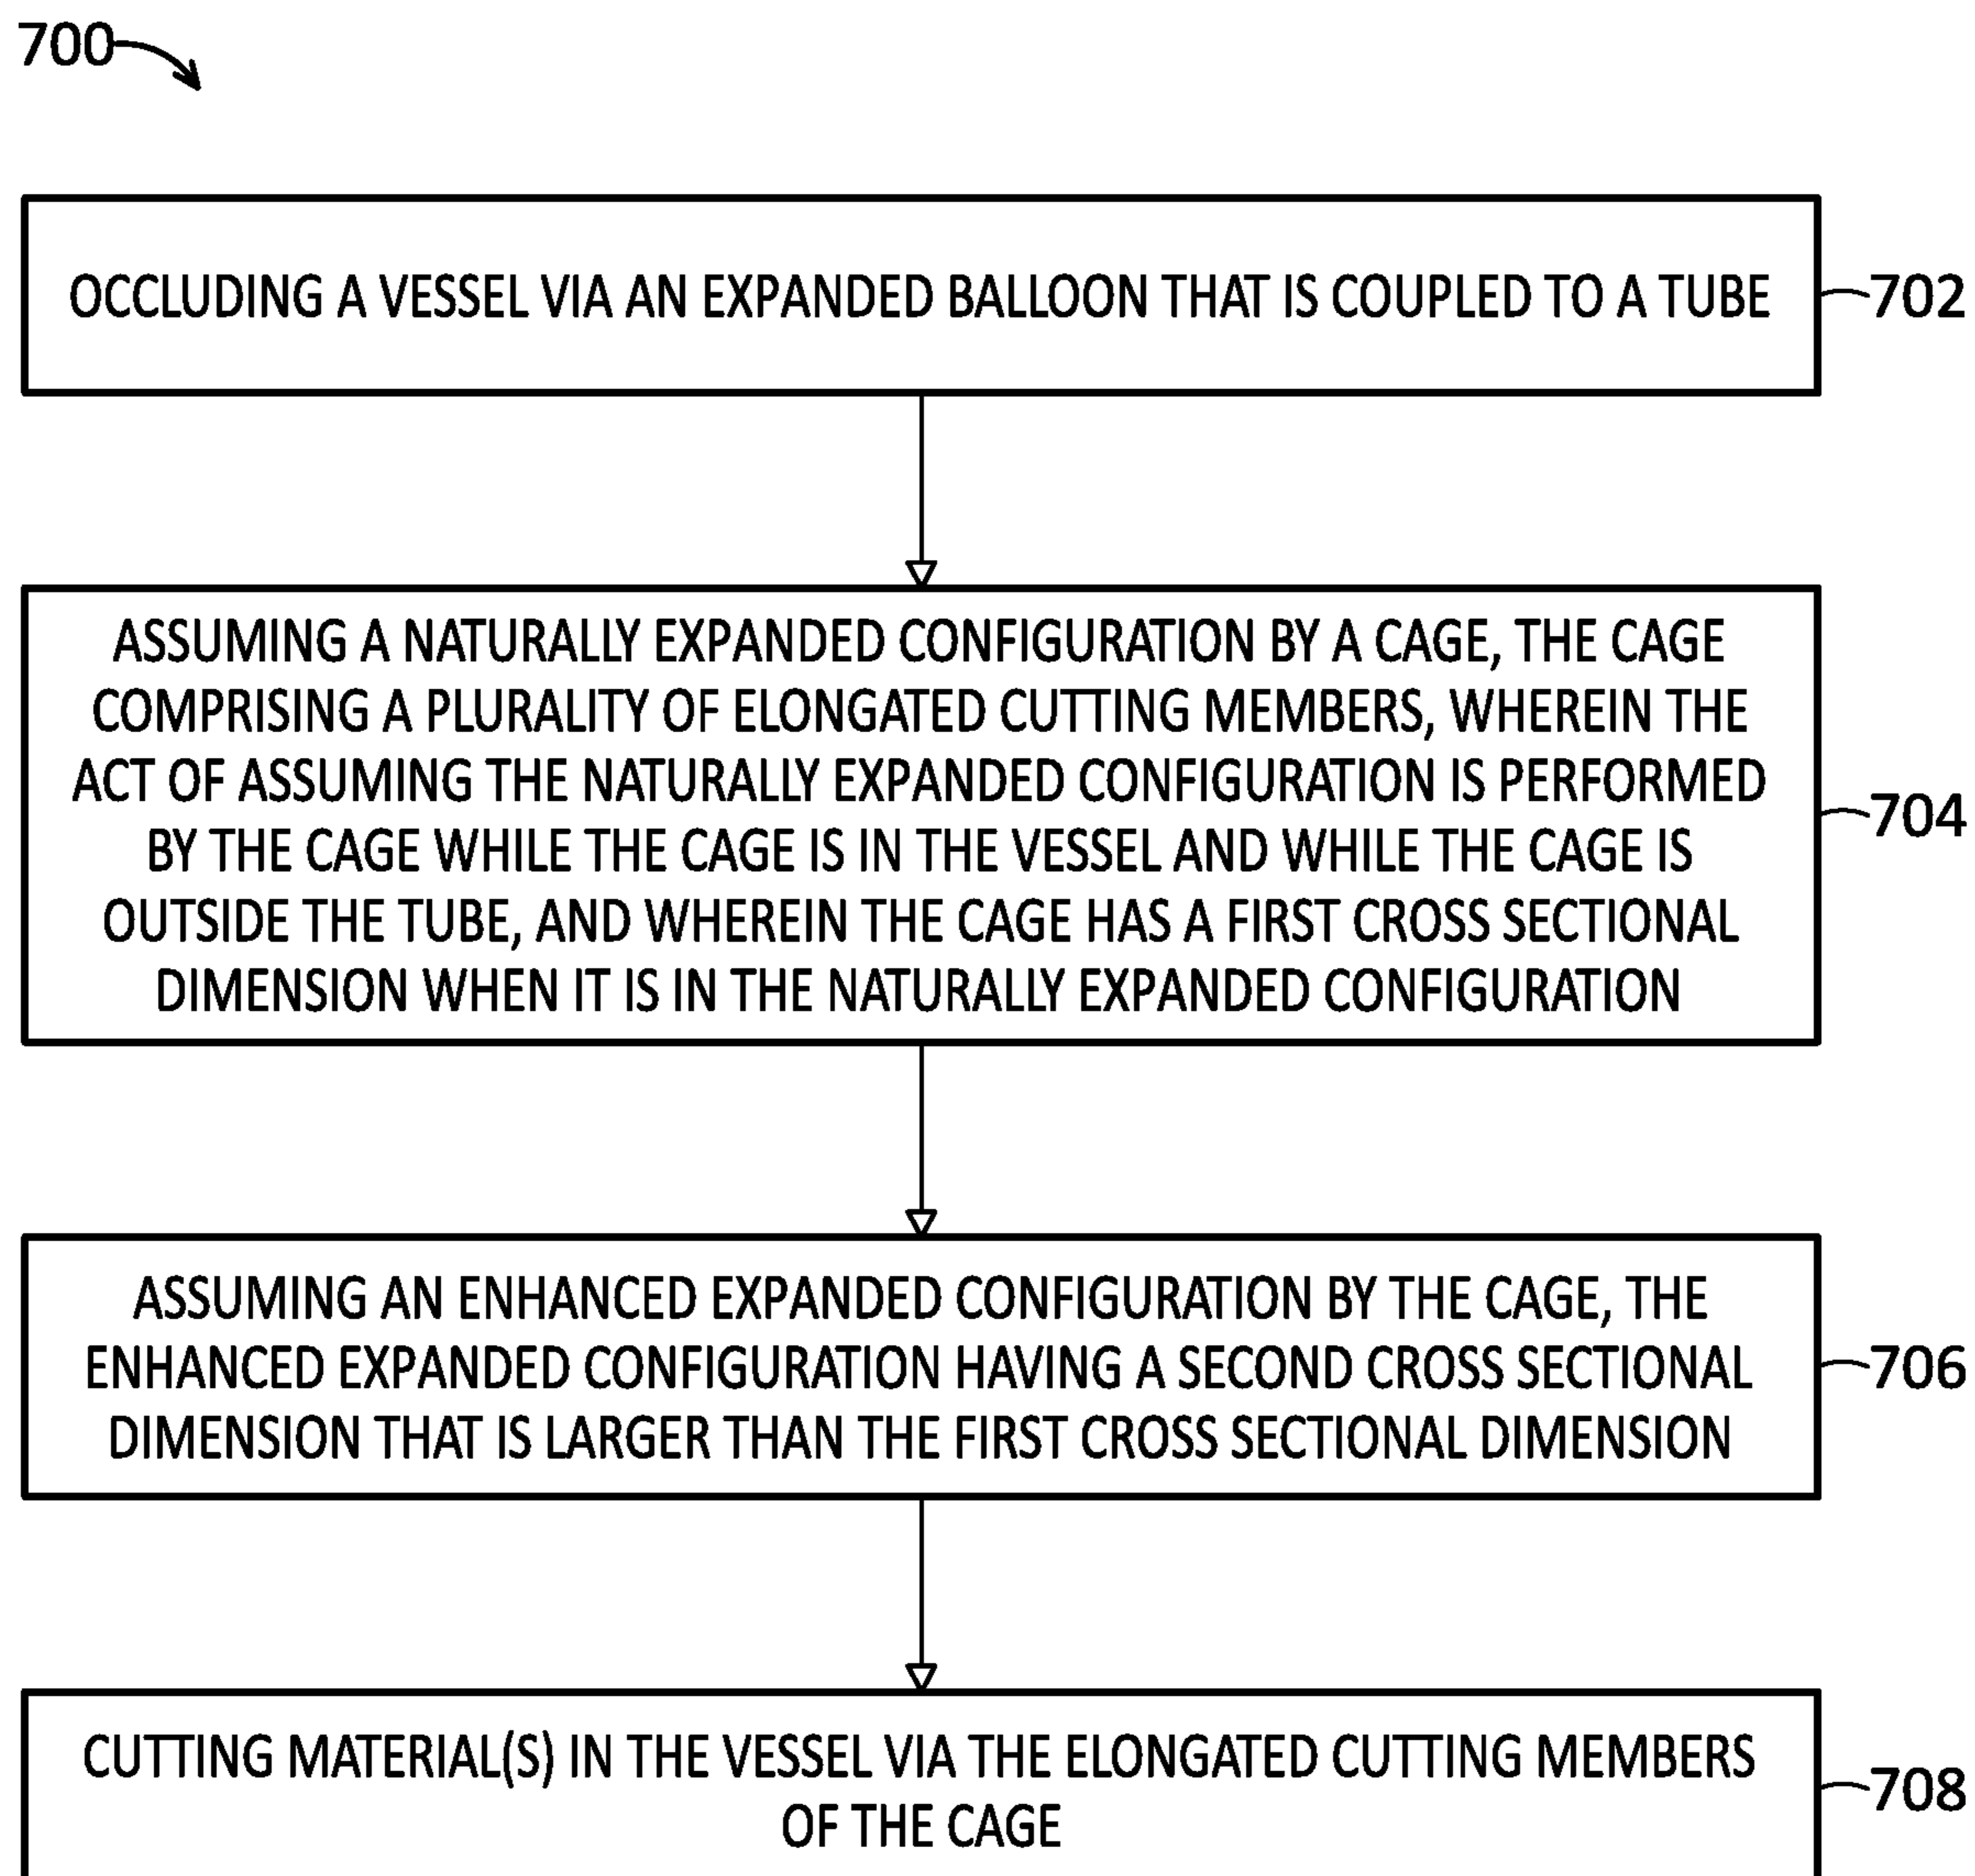 700
OCCLUDING A VESSEL VIA AN EXPANDED BALLOON THAT IS COUPLED TO A TUBE
702
ASSUMING A NATURALLY EXPANDED CONFIGURATION BY A CAGE, THE CAGE
COMPRISING A PLURALITY OF ELONGATED CUTTING MEMBERS, WHEREIN THE
ACT OF ASSUMING THE NATURALLY EXPANDED CONFIGURATION IS PERFORMED
BY THE CAGE WHILE THE CAGE IS IN THE VESSEL AND WHILE THE CAGE IS
OUTSIDE THE TUBE, AND WHEREIN THE CAGE HAS A FIRST CROSS SECTIONAL
DIMENSION WHEN IT IS IN THE NATURALLY EXPANDED CONFIGURATION
704
ASSUMING AN ENHANCED EXPANDED CONFIGURATION BY THE CAGE, THE
ENHANCED EXPANDED CONFIGURATION HAVING A SECOND CROSS SECTIONAL
DIMENSION THAT IS LARGER THAN THE FIRST CROSS SECTIONAL DIMENSION
706
CUTTING MATERIAL(S) IN THE VESSEL VIA THE ELONGATED CUTTING MEMBERS
OF THE CAGE
708